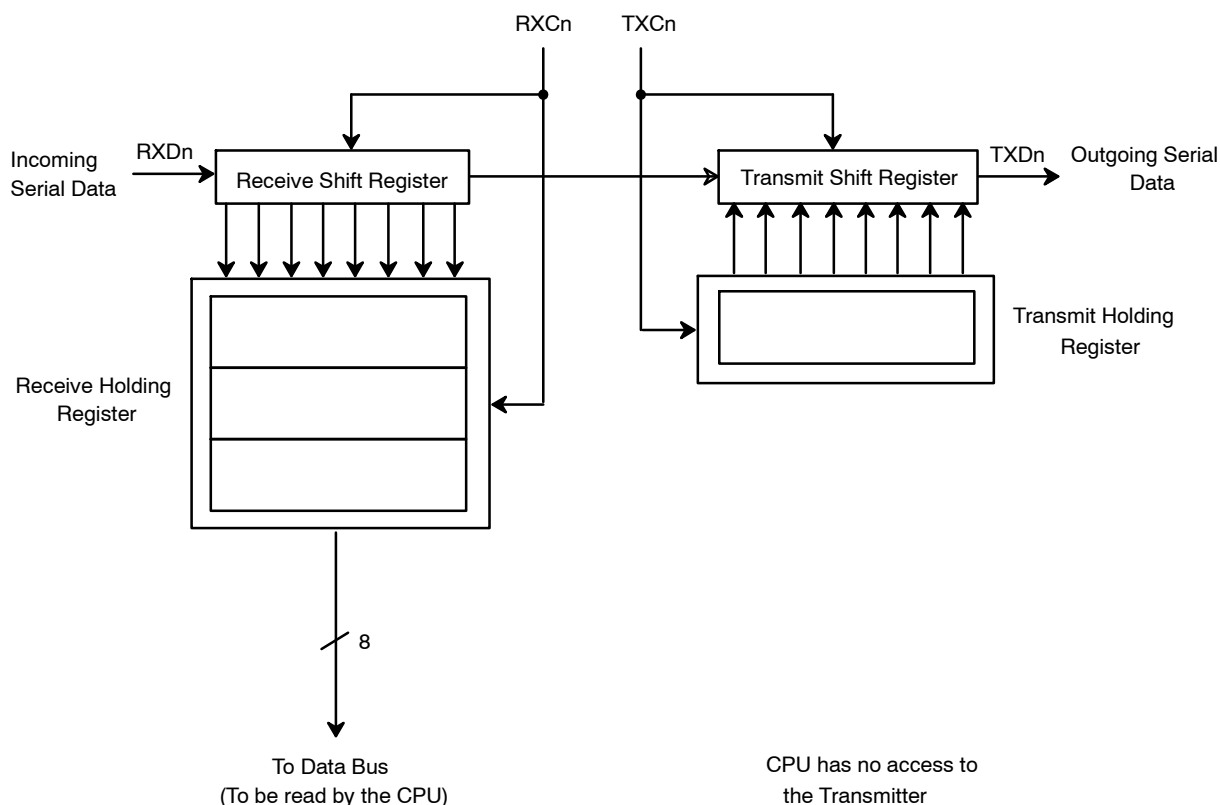 RXCn
TXCn
Incoming
Serial Data
RXDn
Receive Shift Register
Transmit Shift Register
TXDn
Outgoing Serial
Data
Receive Holding
Register
Transmit Holding
Register
8
To Data Bus
(To be read by the CPU)
CPU has no access to
the Transmitter